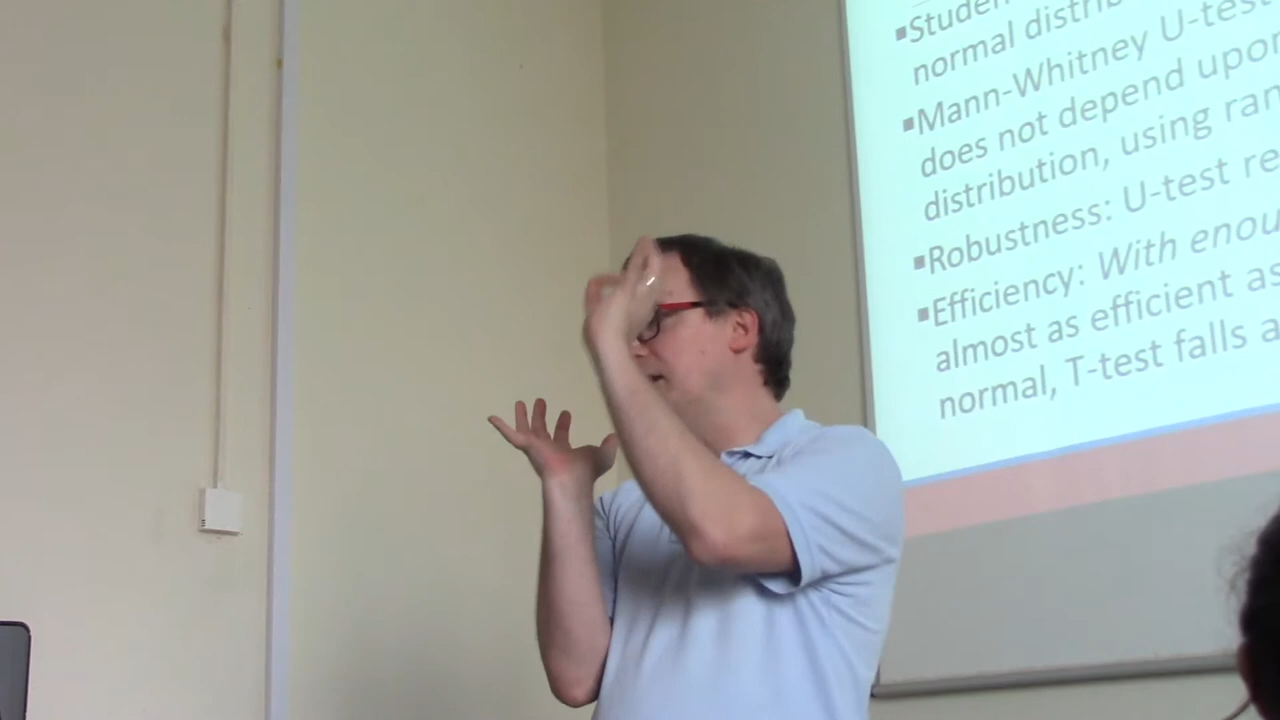 ▪Studen
normal distrib
▪Mann-Whitney U-test
does not depend upon
distribution, using ran
▪Robustness: U-test re
▪Efficiency: With enou
almost as efficient as
normal, T-test falls a